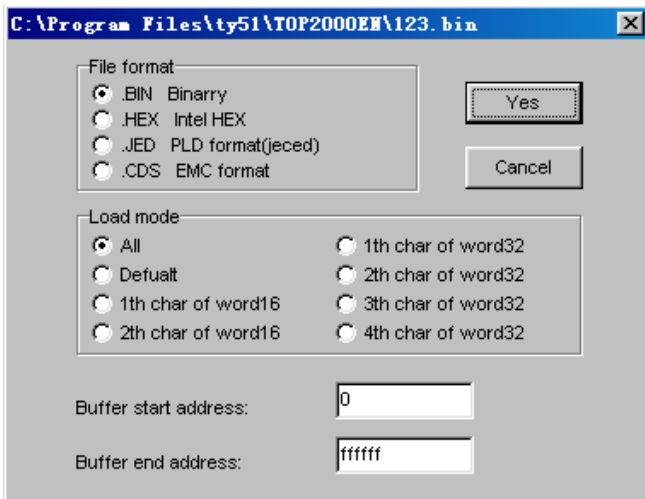 C:\Program Files\ty51\TOP2000EN\123.bin
File format
.BIN Binarry
.HEX Intel HEX
.JED PLD format(jeced)
.CDS EMC format
Yes
Cancel
Load mode
All
Defualt
1th char of word16
2th char of word16
1th char of word32
2th char of word32
3th char of word32
4th char of word32
Buffer start address: 0
Buffer end address: ffffff